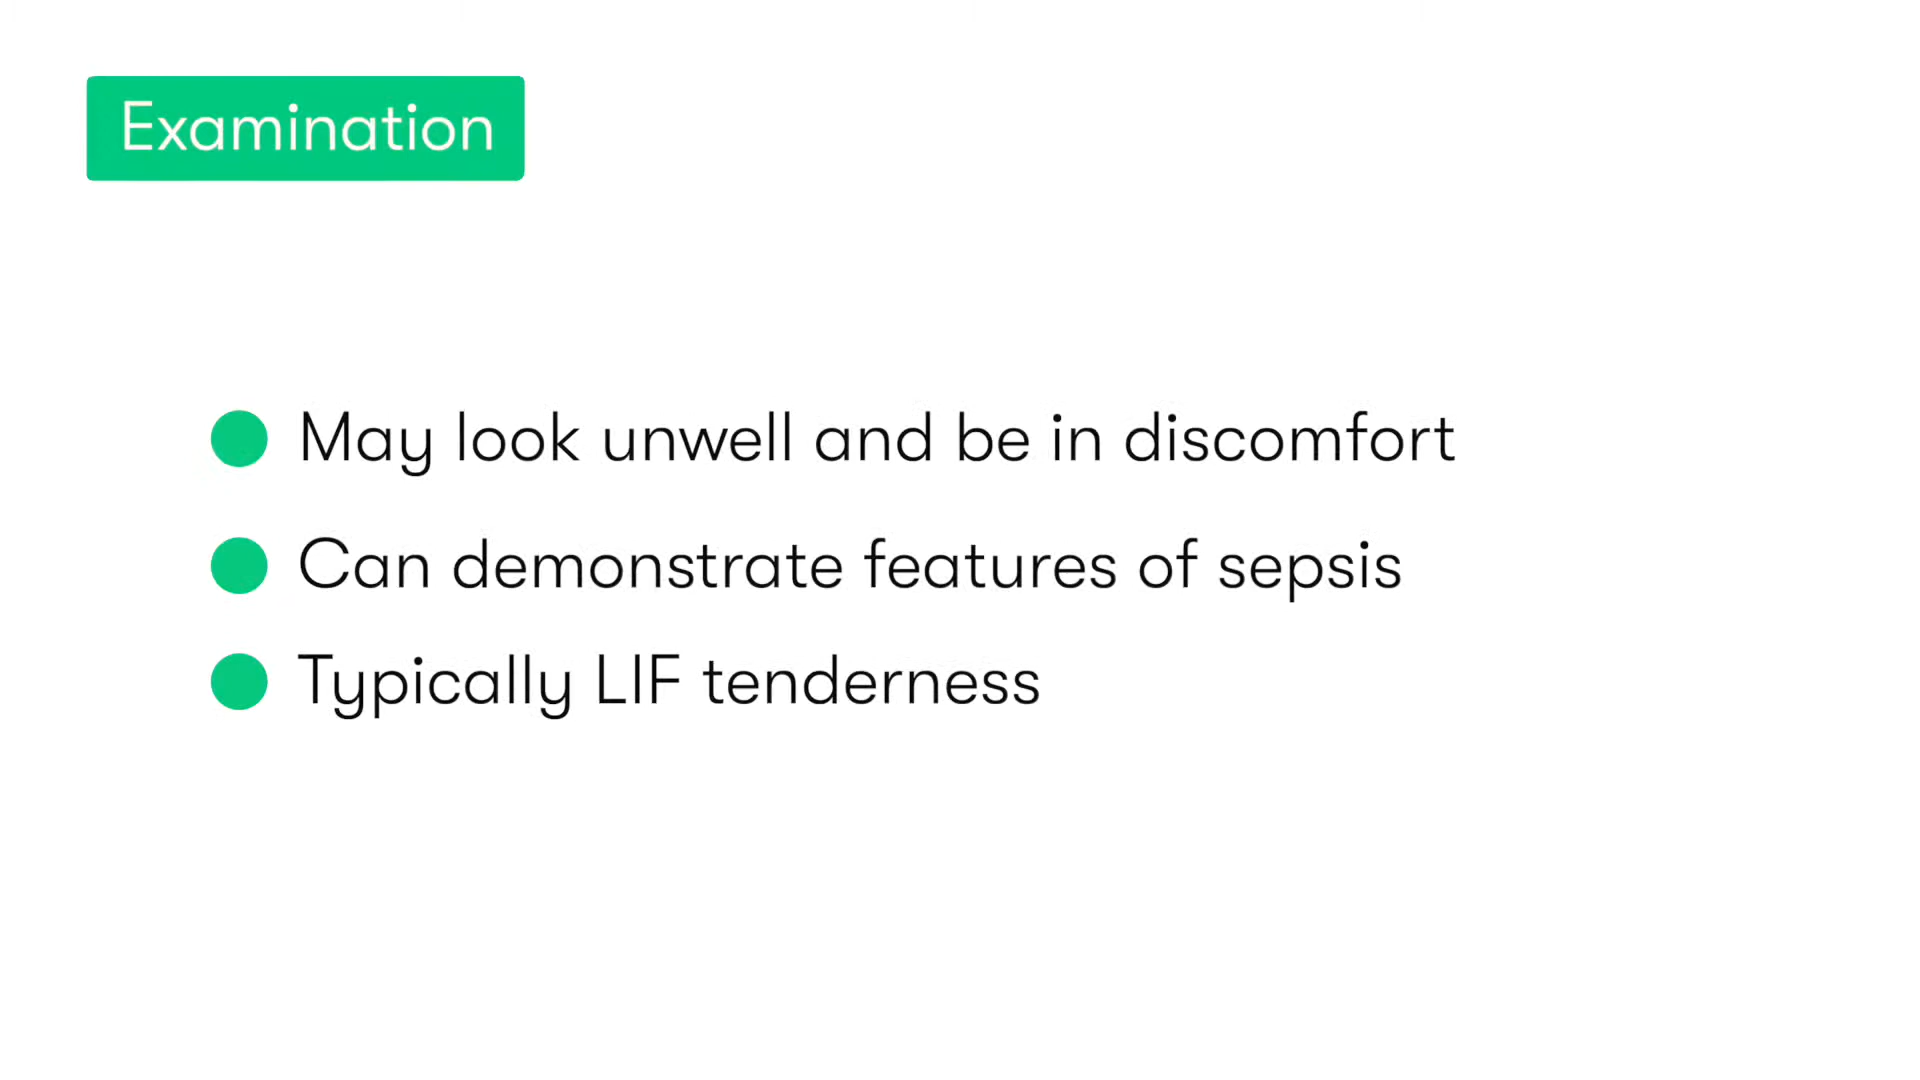 Examination
May look unwell and be in discomfort
Can demonstrate features of sepsis
Typically LIF tenderness